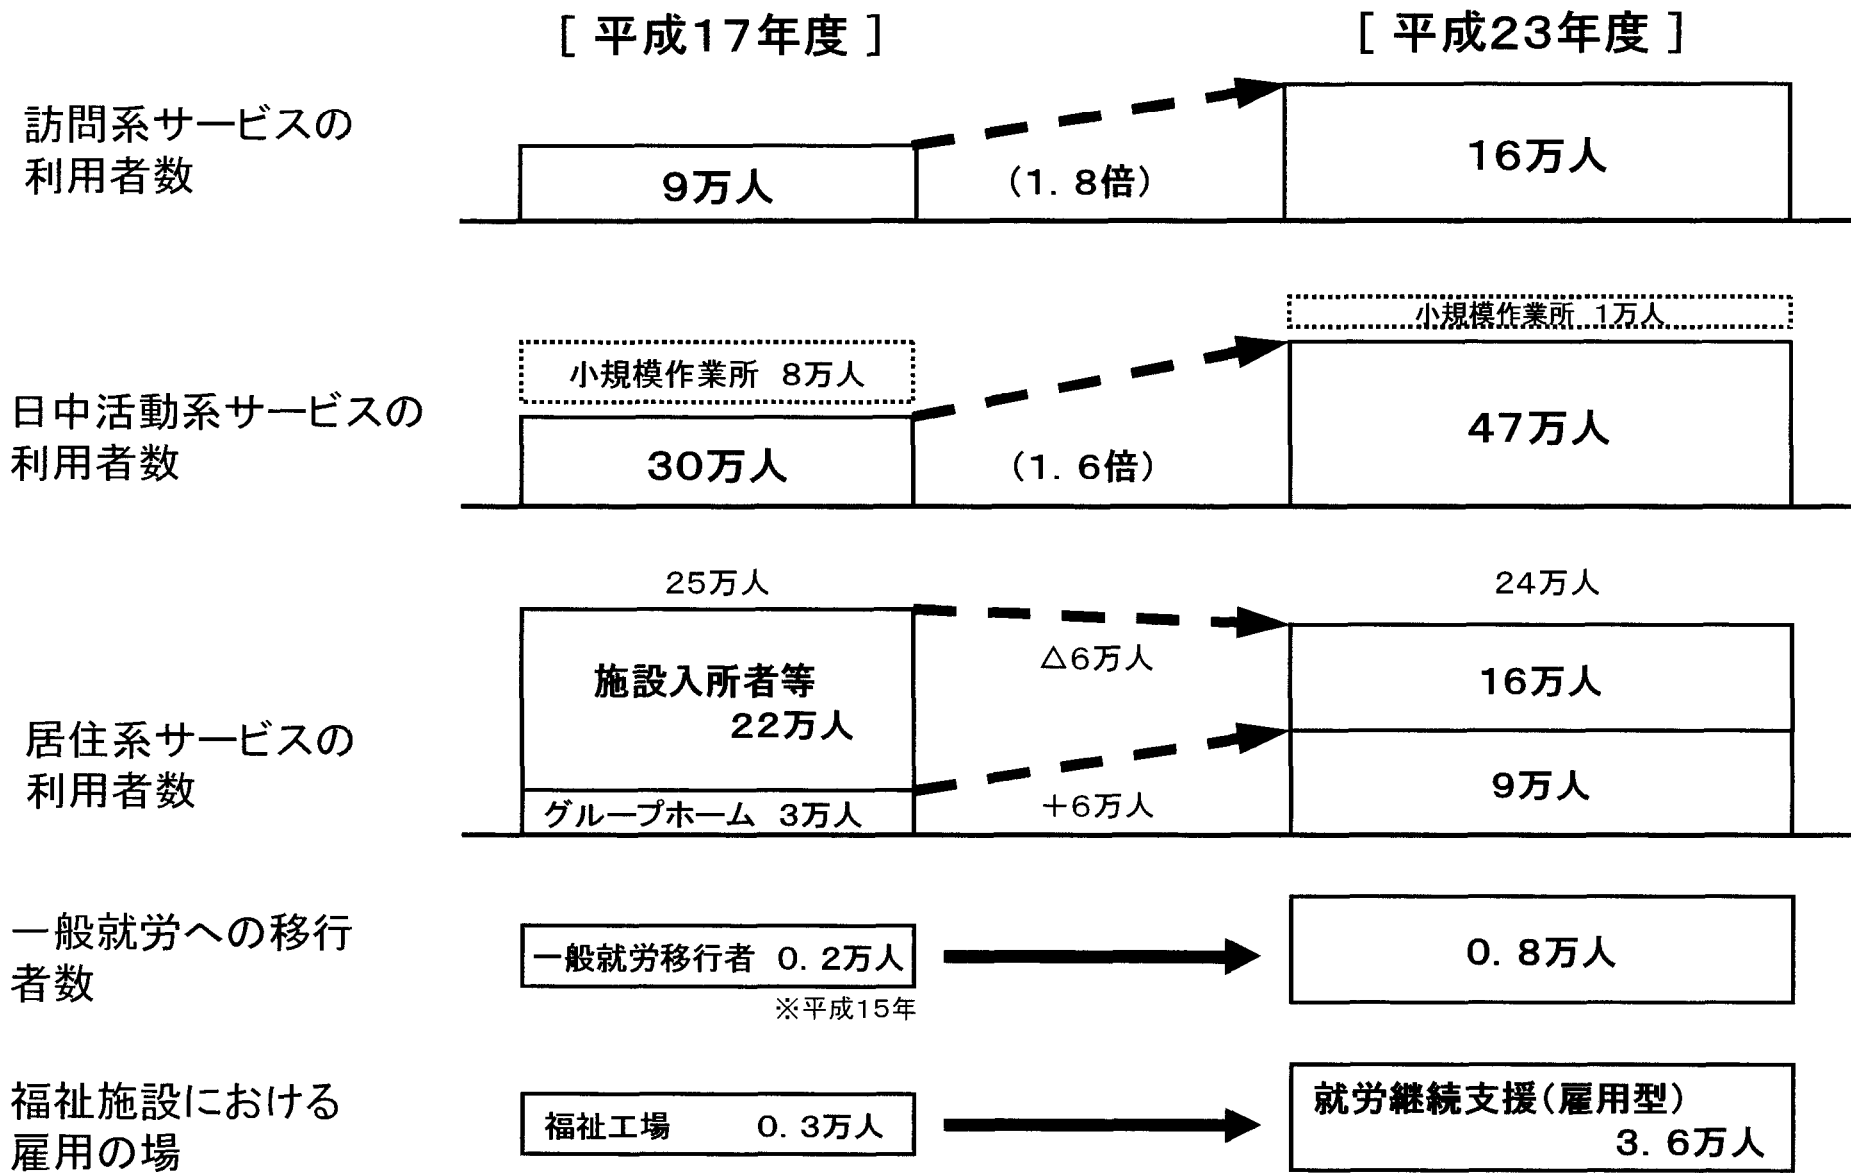 [ 平成17年度 ]
[ 平成23年度 ]
訪問系サービスの
利用者数
9万人
(1. 8倍)
16万人
日中活動系サービスの
利用者数
小規模作業所 8万人
30万人
(1. 6倍)
小規模作業所 1万人
47万人
居住系サービスの
利用者数
25万人
施設入所者等
22万人
グループホーム 3万人
△6万人
+6万人
24万人
16万人
9万人
一般就労への移行
者数
一般就労移行者 0. 2万人
※平成15年
0. 8万人
福祉施設における
雇用の場
福祉工場 0. 3万人
就労継続支援(雇用型)
3. 6万人